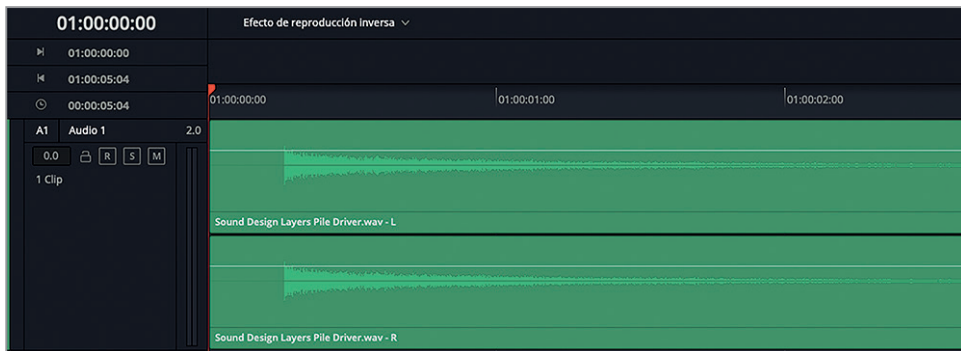 01:00:00:00
Efecto de reproducción inversa
01:00:00:00
01:00:05:04
00:00:05:04
01:00:00:00 01:00:01:00 01:00:02:00
A1 Audio 1 2.0
0.0 R S M
1 Clip
Sound Design Layers Pile Driver.wav - L
Sound Design Layers Pile Driver.wav - R